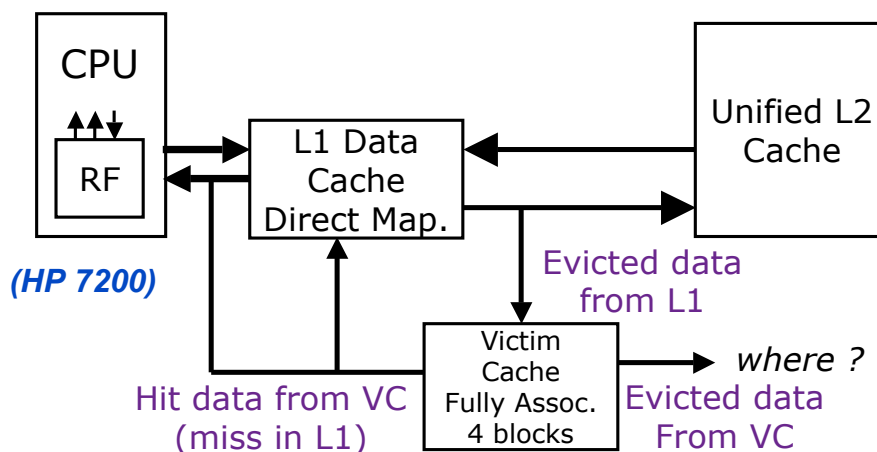 CPU
RF
(HP 7200)
L1 Data
Cache
Direct Map.
Unified L2
Cache
Evicted data
from L1
Victim
Cache
Fully Assoc.
4 blocks
where ?
Hit data from VC
(miss in L1)
Evicted data
From VC